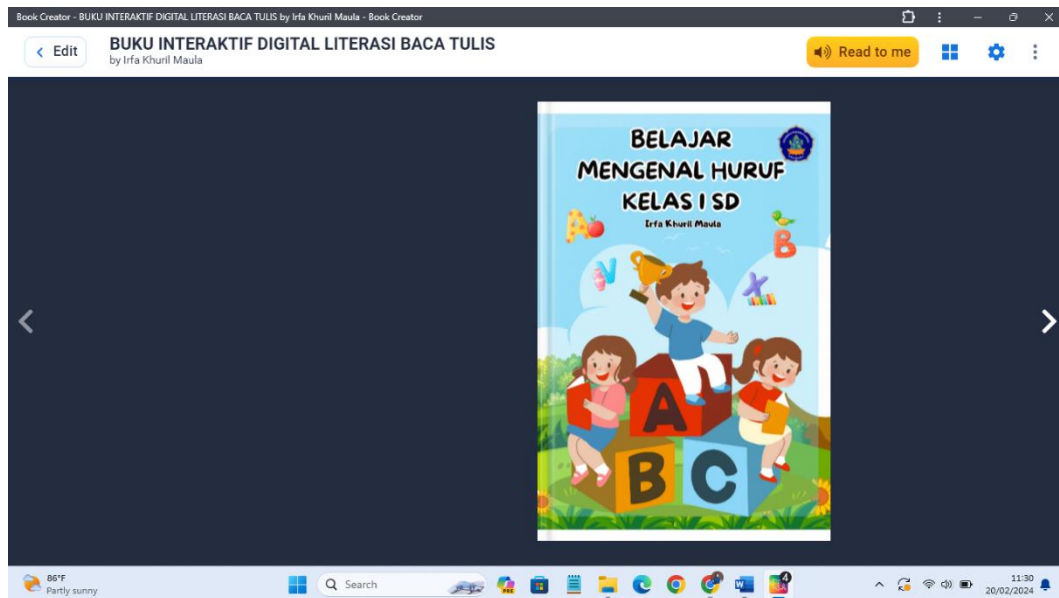 Book Creator - BUKU INTERAKTIF DIGITAL LITERASI BACA TULIS by Irfa Khuril Maula - Book Creator
Edit
BUKU INTERAKTIF DIGITAL LITERASI BACA TULIS
by Irfa Khuril Maula
Read to me
BELAJAR
MENGENAL HURUF
KELAS I SD
Irfa Khuril Maula
A
B
V
X
A
B C
86°F
Partly sunny
Search
PRE
4
11:30
20/02/2024